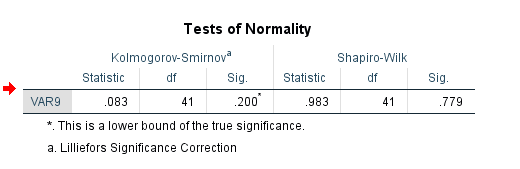 Tests of Normality
Kolmogorov-Smirnovᵃ Shapiro-Wilk
Statistic df Sig. Statistic df Sig.
VAR9 .083 41 .200* .983 41 .779
*. This is a lower bound of the true significance.
a. Lilliefors Significance Correction